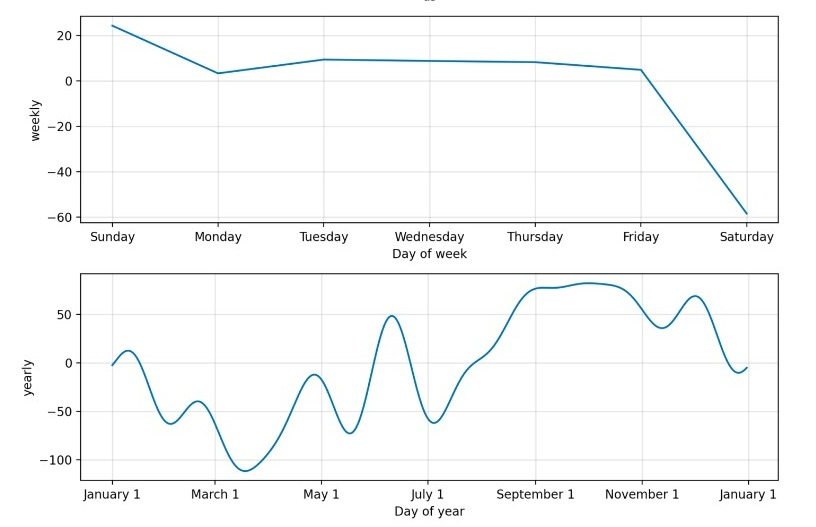 20
0
−20
−40
−60
weekly
Sunday Monday Tuesday Wednesday Thursday Friday Saturday
Day of week
50
0
−50
−100
yearly
January 1 March 1 May 1 July 1 September 1 November 1 January 1
Day of year